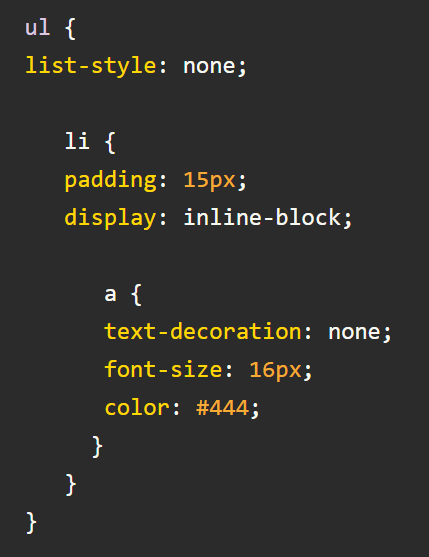 ul {
list-style: none;

   li {
   padding: 15px;
   display: inline-block;

      a {
      text-decoration: none;
      font-size: 16px;
      color: #444;
     }
   }
}